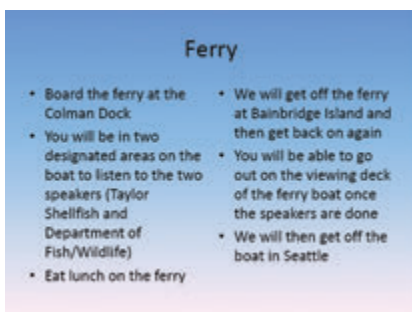 Ferry
• Board the ferry at the
Colman Dock
• You will be in two
designated areas on the
boat to listen to the two
speakers (Taylor
Shellfish and
Department of
Fish/Wildlife)
• Eat lunch on the ferry
• We will get off the ferry
at Bainbridge Island and
then get back on again
• You will be able to go
out on the viewing deck
of the ferry boat once
the speakers are done
• We will then get off the
boat in Seattle